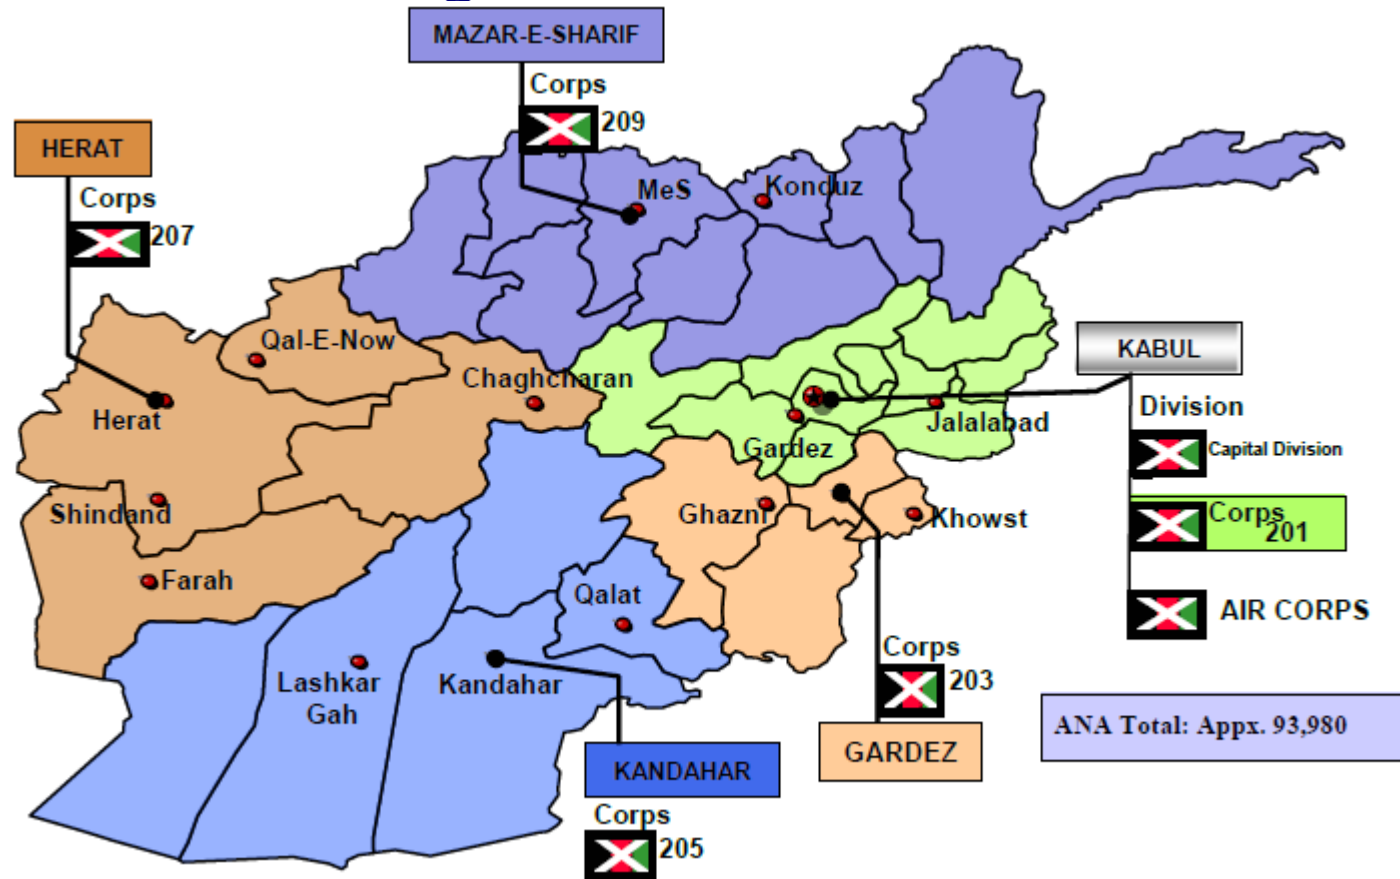 MAZAR-E-SHARIF
Corps
209
HERAT
Corps
207
MeS
Konduz
Qal-E-Now
Chaghcharan
Herat
KABUL
Division
Capital Division
Corps
201
AIR CORPS
Jalalabad
Gardez
Shindand
Ghazni
Khowst
Farah
Qalat
Lashkar
Gah
Kandahar
Corps
203
GARDEZ
KANDAHAR
Corps
205
ANA Total: Appx. 93,980